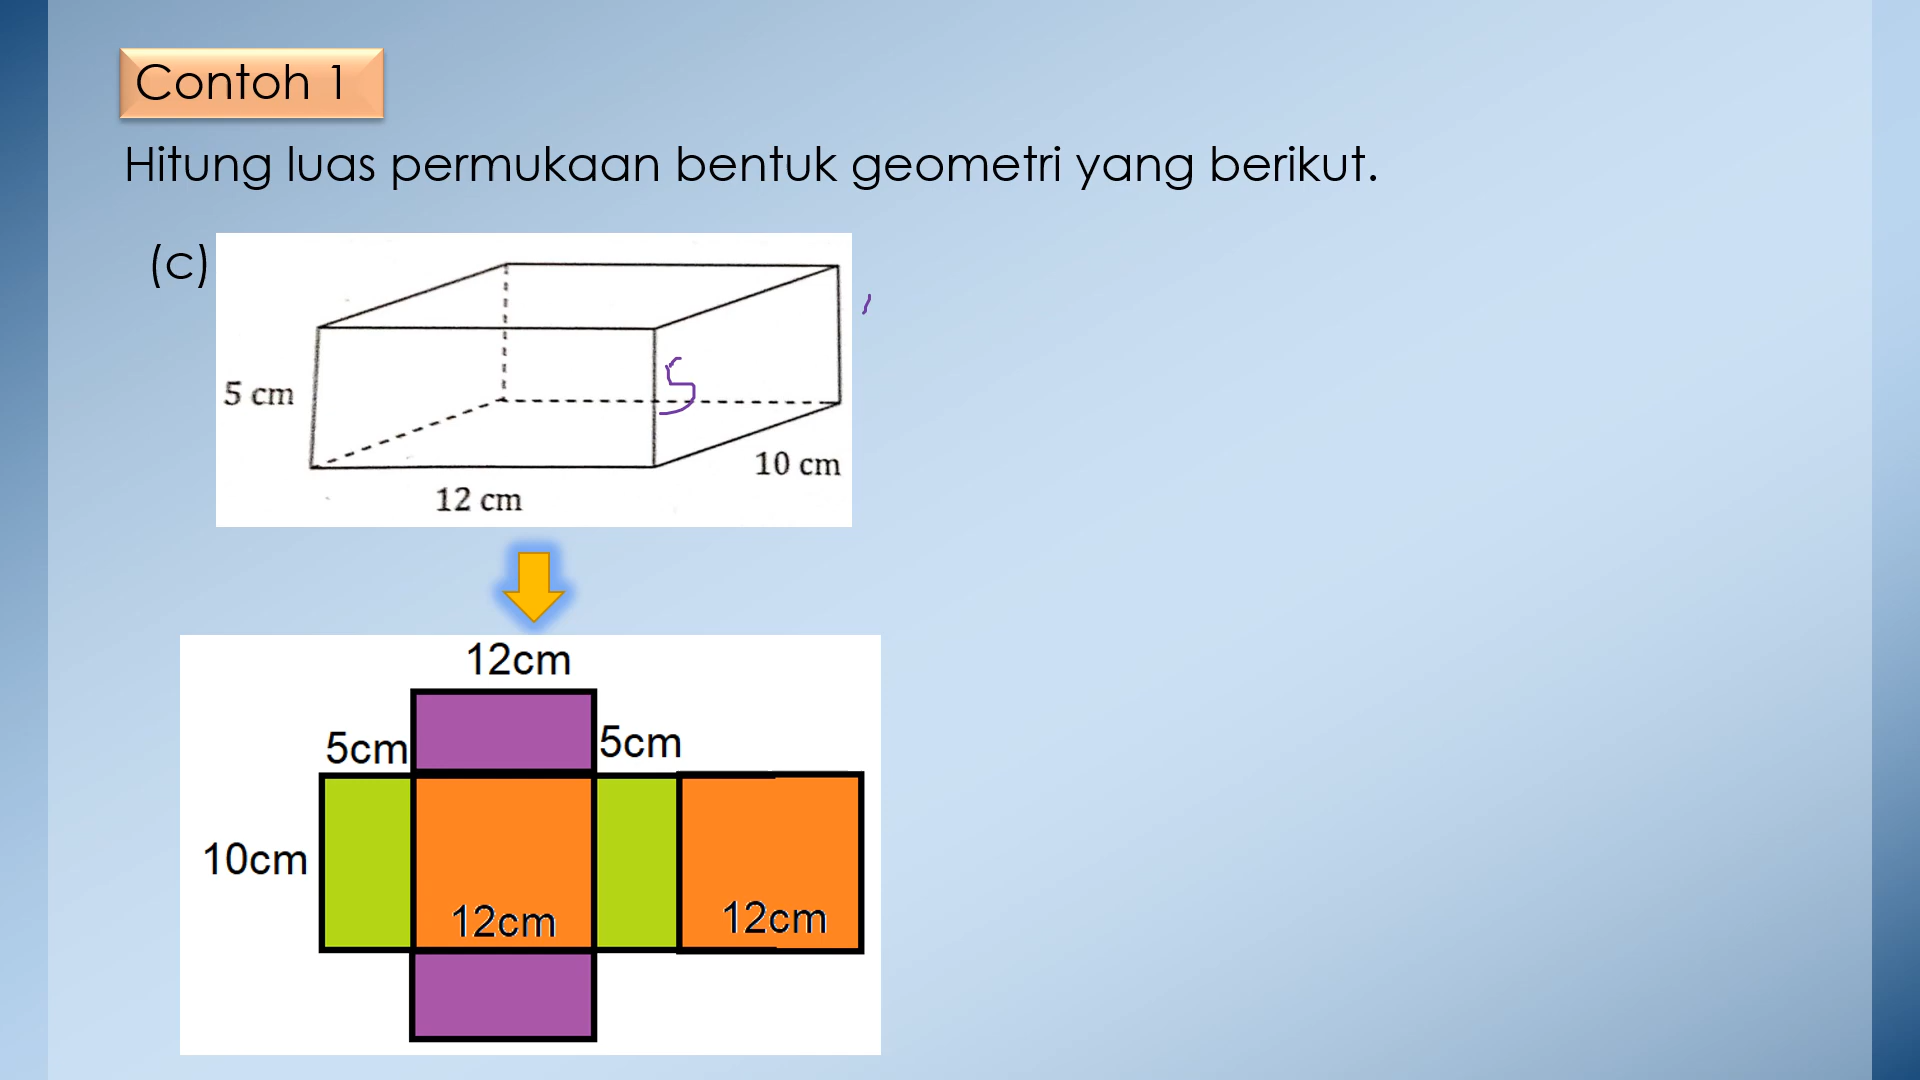 Contoh 1
Hitung luas permukaan bentuk geometri yang berikut.
(c)
5
5 cm
10 cm
12 cm
12cm
5cm
5cm
10cm
12cm
12cm